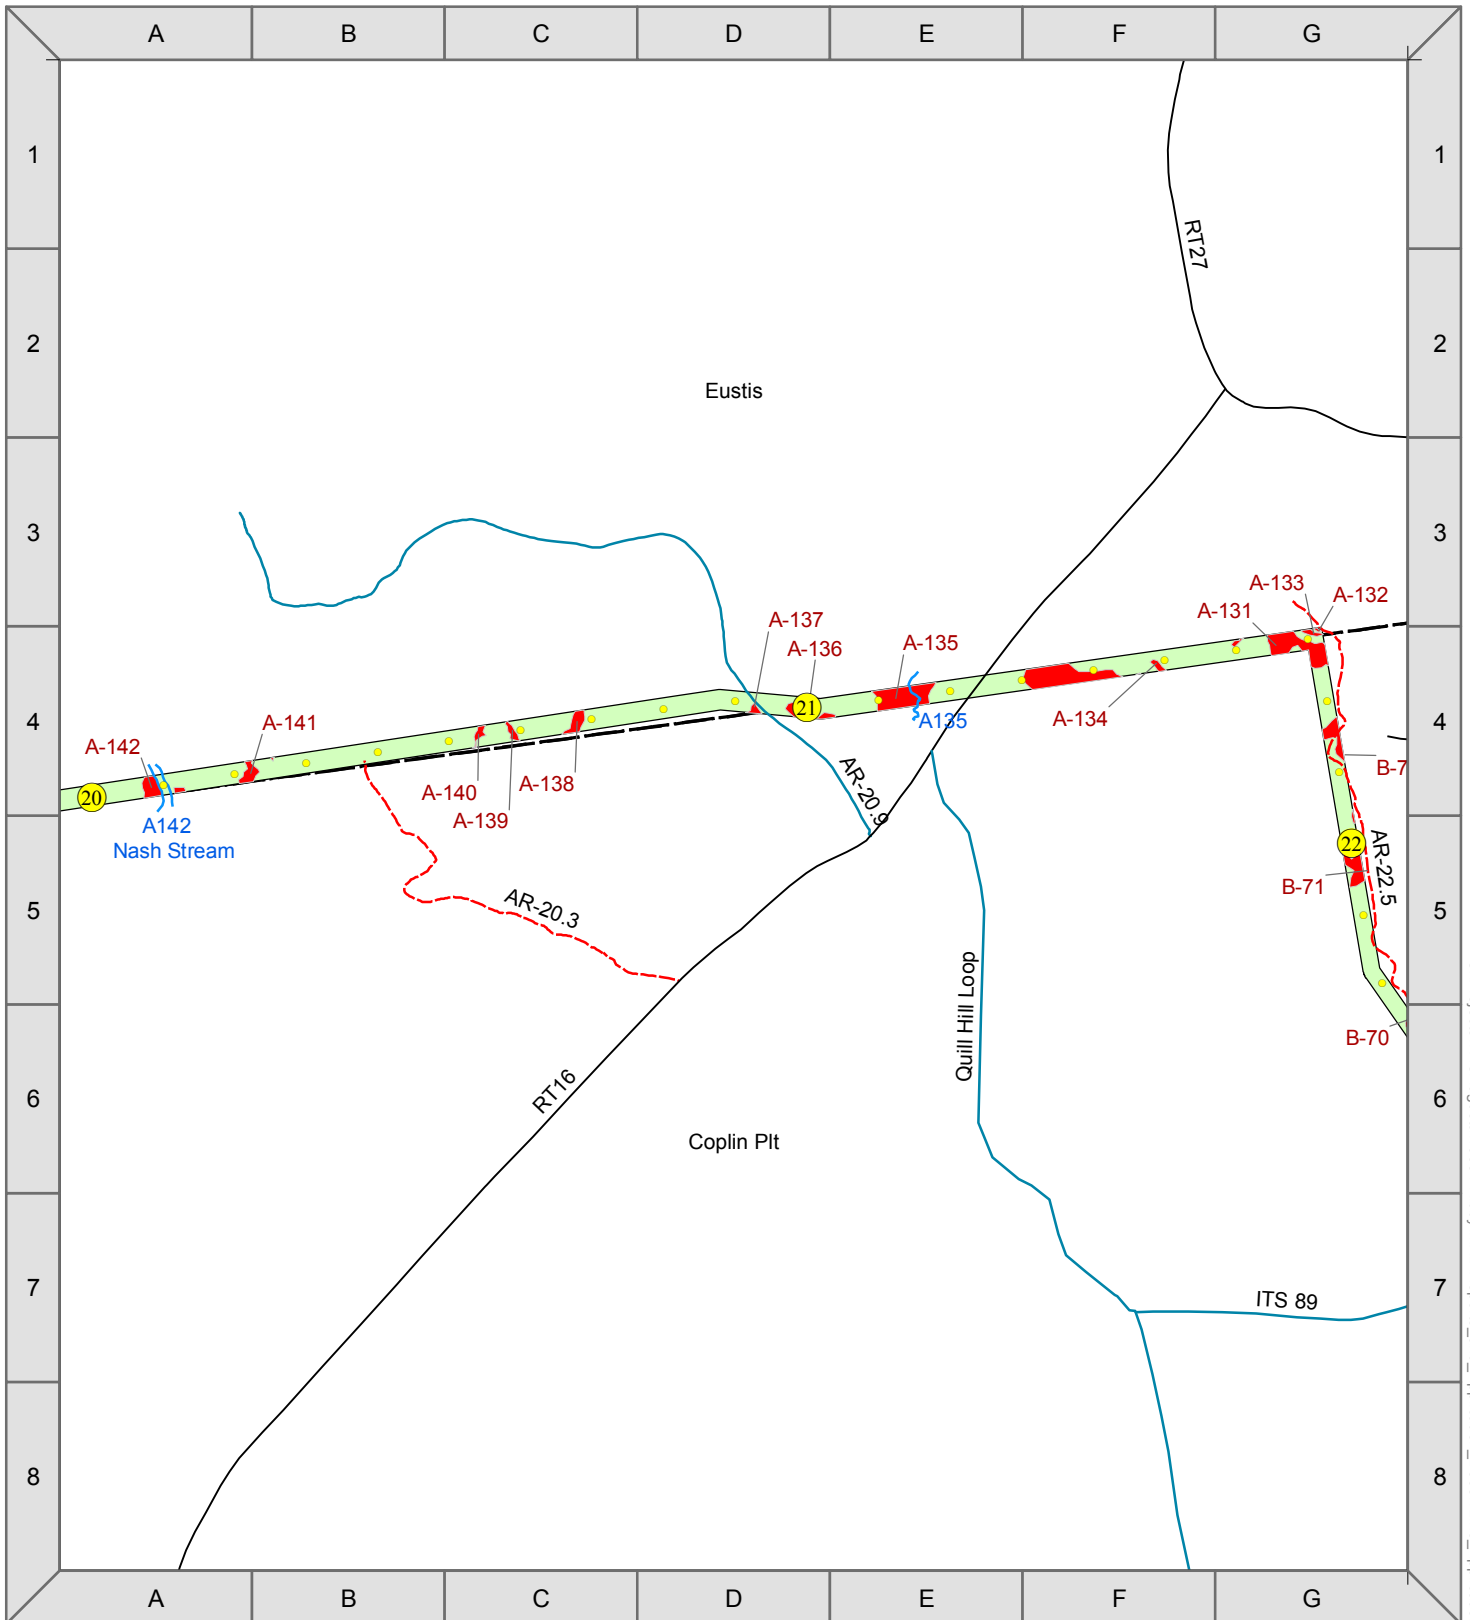 A B C D E F G
1 1
RT27
2 2
Eustis
3 3
A-133
A-132
A-131
A-137
A-135
A-136
21
A135
A-134
4 4
A-141
A-142
A-138
A-140
A-139
B-7
AR-20.9
20
A142
Nash Stream
22
AR-22.5
B-71
5 5
AR-20.3
Quill Hill Loop
B-70
RT16
6 6
Coplin Plt
7 7
ITS 89
8 8
A B C D E F G